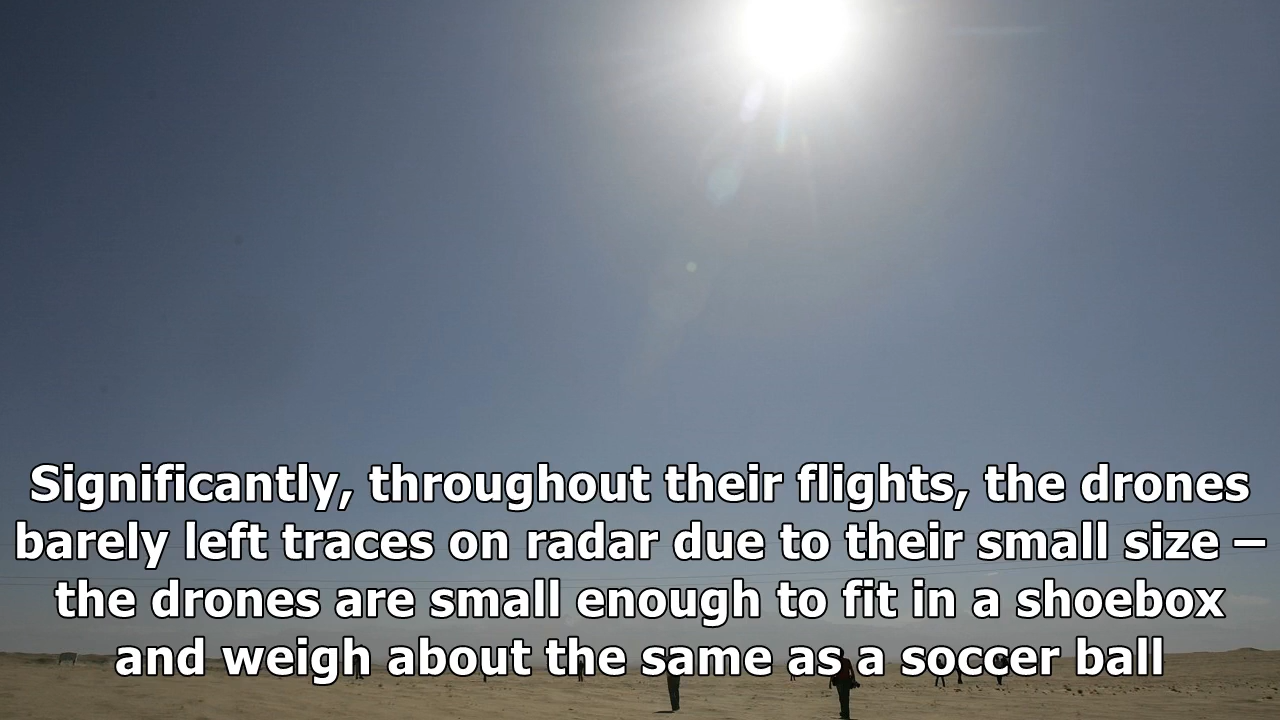 Significantly, throughout their flights, the drones
barely left traces on radar due to their small size –
the drones are small enough to fit in a shoebox
and weigh about the same as a soccer ball